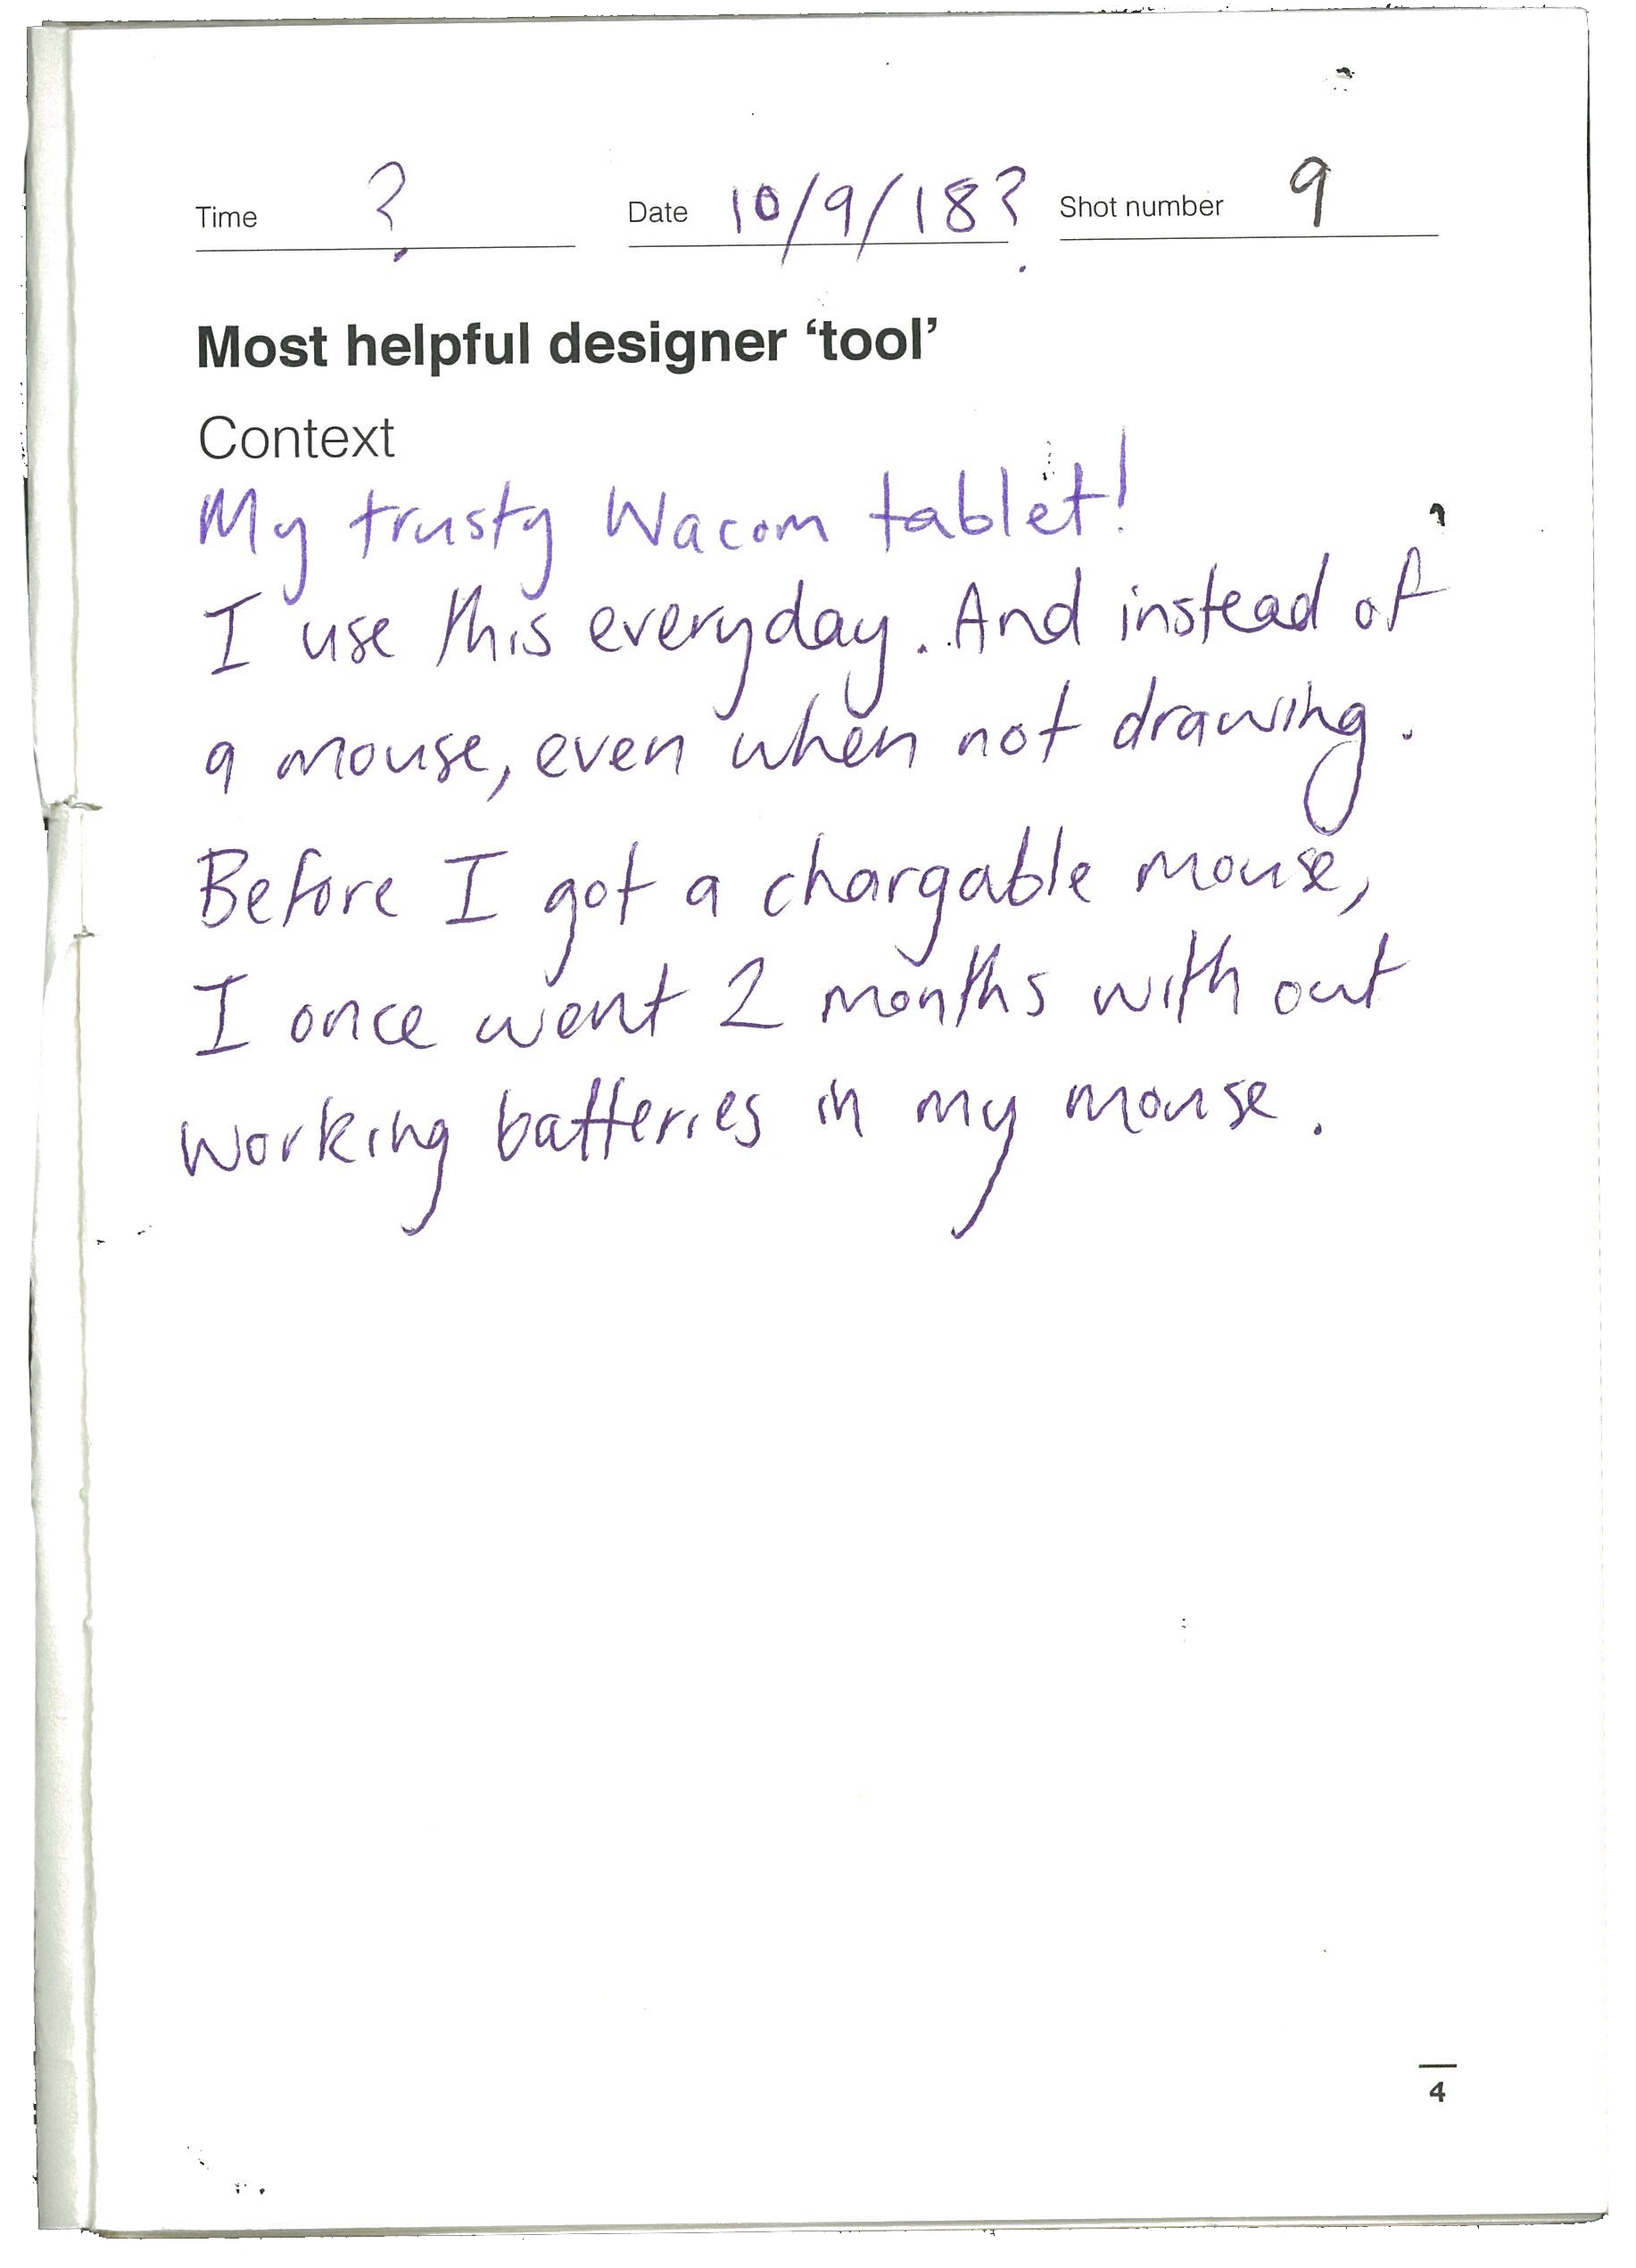 Time ? Date 10/9/18? Shot number 9
Most helpful designer ‘tool’
Context
My trusty Wacom tablet!
I use this everyday. And instead of
a mouse, even when not drawing.
Before I got a chargable mouse,
I once went 2 months with out
working batteries in my mouse.
4